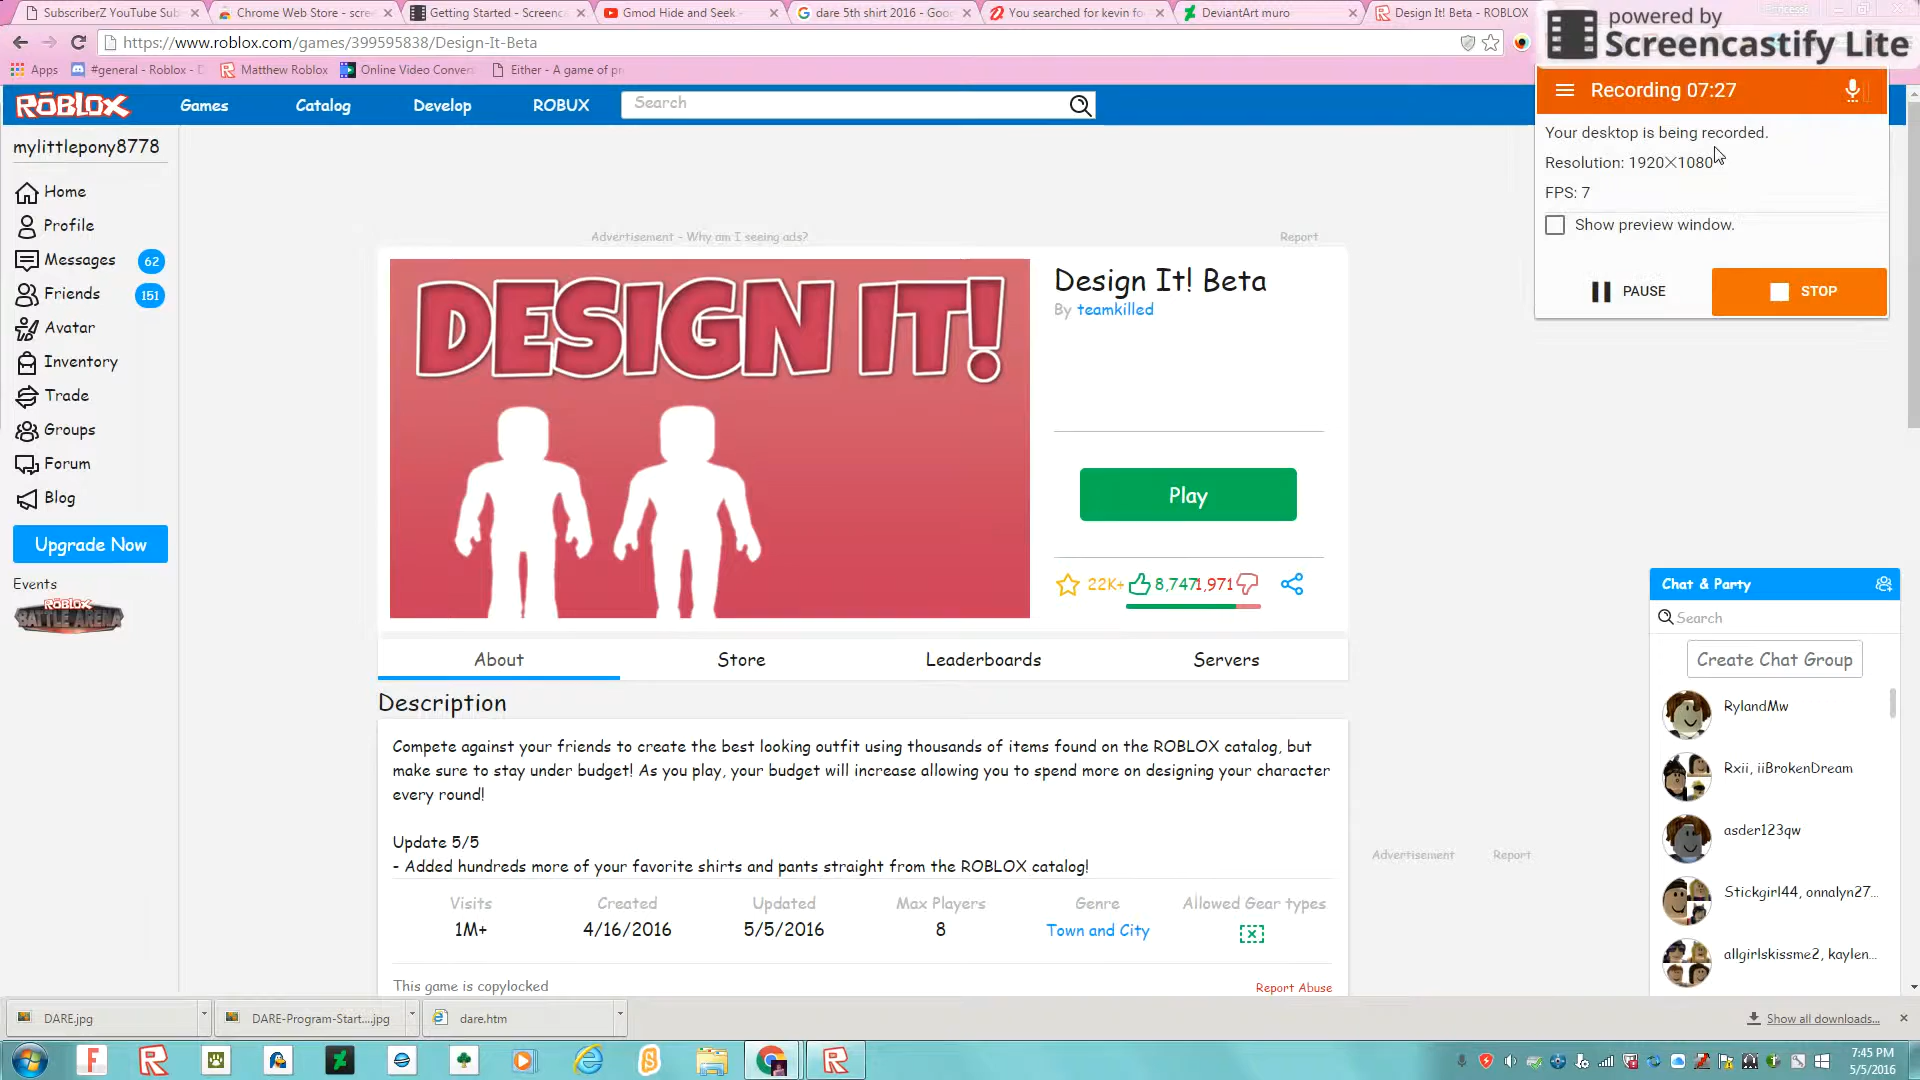 SubscriberZ YouTube Sub
Chrome Web Store - scre
Getting Started - Screenc
Gmod Hide and Seek -
dare 5th shirt 2016 - Goo
You searched for kevin fo
DeviantArt muro
Design It! Beta - ROBLOX
https://www.roblox.com/games/399595838/Design-It-Beta
powered by
Screencastify Lite
Apps
#general - Roblox - D
Matthew Roblox
Online Video Conver
Either - A game of pr
Recording 07:27
Your desktop is being recorded.
Resolution: 1920×1080
FPS: 7
Show preview window.
PAUSE
STOP
ROBLOX
Games
Catalog
Develop
ROBUX
Search
mylittlepony8778
Home
Profile
Messages 62
Friends 151
Avatar
Inventory
Trade
Groups
Forum
Blog
Upgrade Now
Events
ROBLOX
BATTLE ARENA
Advertisement - Why am I seeing ads?
Report
DESIGN IT!
Design It! Beta
By teamkilled
Play
22K+
8,747
1,971
About
Store
Leaderboards
Servers
Description
Compete against your friends to create the best looking outfit using thousands of items found on the ROBLOX catalog, but
make sure to stay under budget! As you play, your budget will increase allowing you to spend more on designing your character
every round!
Update 5/5
- Added hundreds more of your favorite shirts and pants straight from the ROBLOX catalog!
Visits
1M+
Created
4/16/2016
Updated
5/5/2016
Max Players
8
Genre
Town and City
Allowed Gear types
This game is copylocked
Report Abuse
Advertisement
Report
Chat & Party
Search
Create Chat Group
RylandMw
Rxii, iiBrokenDream
asder123qw
Stickgirl44, onnalyn27...
allgirlskissme2, kaylen...
DARE.jpg
DARE-Program-Start....jpg
dare.htm
Show all downloads...
7:45 PM
5/5/2016